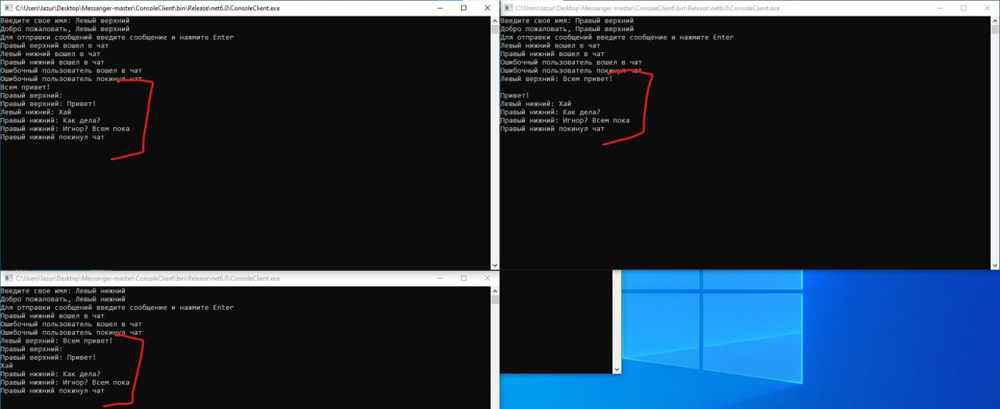 C:\Users\lazur\Desktop\Messanger-master\ConsoleClient\bin\Release\net6.0\ConsoleClient.exe
Введите свое имя: Левый верхний
Добро пожаловать, Левый верхний
Для отправки сообщений введите сообщение и нажмите Enter
Правый верхний вошел в чат
Левый нижний вошел в чат
Правый нижний вошел в чат
Ошибочный пользователь вошел в чат
Ошибочный пользователь покинул чат
Всем привет!
Правый верхний:
Правый верхний: Привет!
Левый нижний: Хай
Правый нижний: Как дела?
Правый нижний: Игнор? Всем пока
Правый нижний покинул чат
C:\Users\lazur\Desktop\Messanger-master\ConsoleClient\bin\Release\net6.0\ConsoleClient.exe
Введите свое имя: Правый верхний
Добро пожаловать, Правый верхний
Для отправки сообщений введите сообщение и нажмите Enter
Левый нижний вошел в чат
Правый нижний вошел в чат
Ошибочный пользователь вошел в чат
Ошибочный пользователь покинул чат
Левый верхний: Всем привет!
Привет!
Левый нижний: Хай
Правый нижний: Как дела?
Правый нижний: Игнор? Всем пока
Правый нижний покинул чат
C:\Users\lazur\Desktop\Messanger-master\ConsoleClient\bin\Release\net6.0\ConsoleClient.exe
Введите свое имя: Левый нижний
Добро пожаловать, Левый нижний
Для отправки сообщений введите сообщение и нажмите Enter
Правый нижний вошел в чат
Ошибочный пользователь вошел в чат
Ошибочный пользователь покинул чат
Левый верхний: Всем привет!
Правый верхний:
Правый верхний: Привет!
Хай
Правый нижний: Как дела?
Правый нижний: Игнор? Всем пока
Правый нижний покинул чат